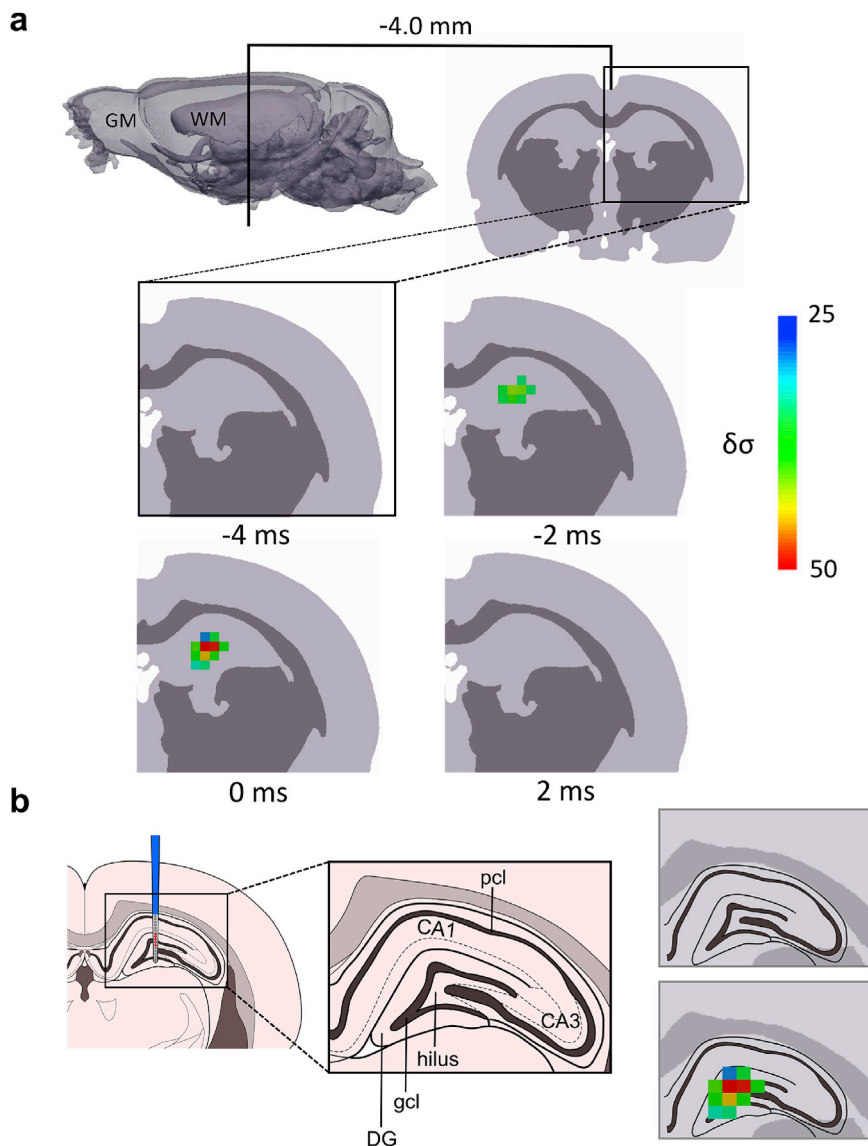 a
-4.0 mm
GM
WM
25
δσ
50
-4 ms
-2 ms
0 ms
2 ms
b
pcl
CA1
CA3
hilus
gcl
DG